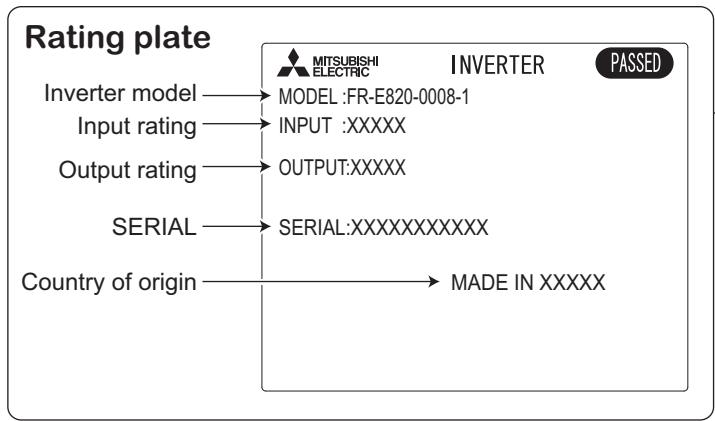 Rating plate
MITSUBISHI
ELECTRIC
INVERTER
PASSED
Inverter model
MODEL :FR-E820-0008-1
Input rating
INPUT :XXXXX
Output rating
OUTPUT:XXXXX
SERIAL
SERIAL:XXXXXXXXXXX
Country of origin
MADE IN XXXXX